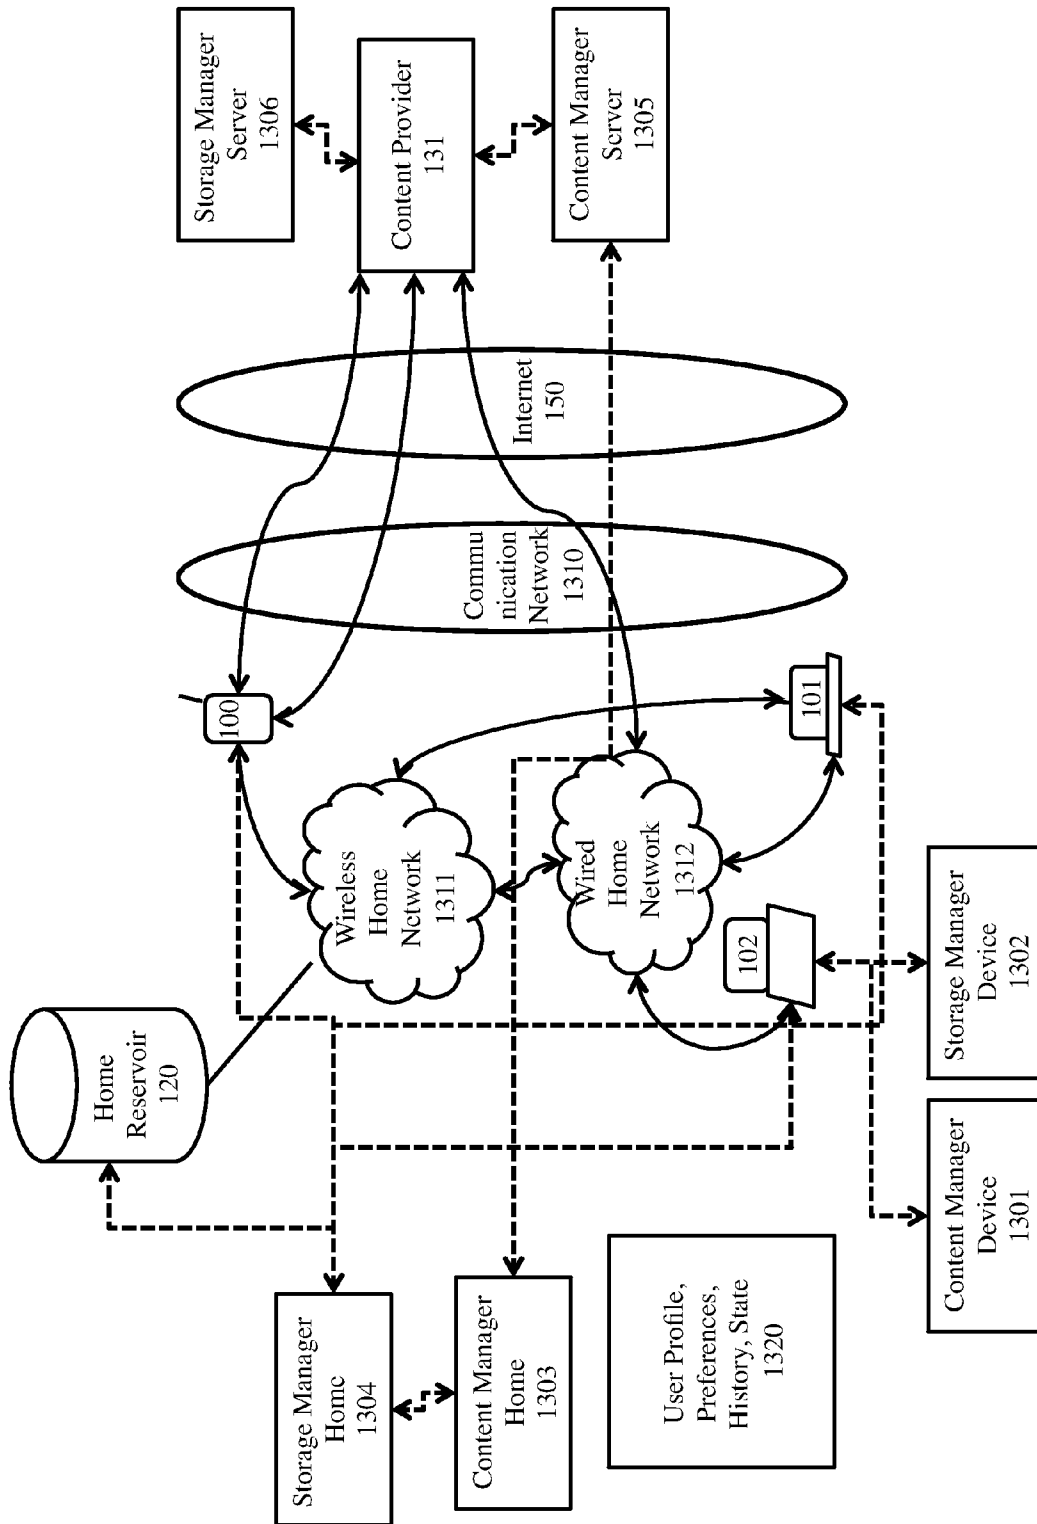 Home
Reservoir
120
Storage Manager
Home
1304
Content Manager
Home
1303
User Profile,
Preferences,
History, State
1320
Content Manager
Device
1301
Storage Manager
Device
1302
Wireless
Home
Network
1311
Wired
Home
Network
1312
100
101
102
Commu
nication
Network
1310
Internet
150
Storage Manager
Server
1306
Content Provider
131
Content Manager
Server
1305